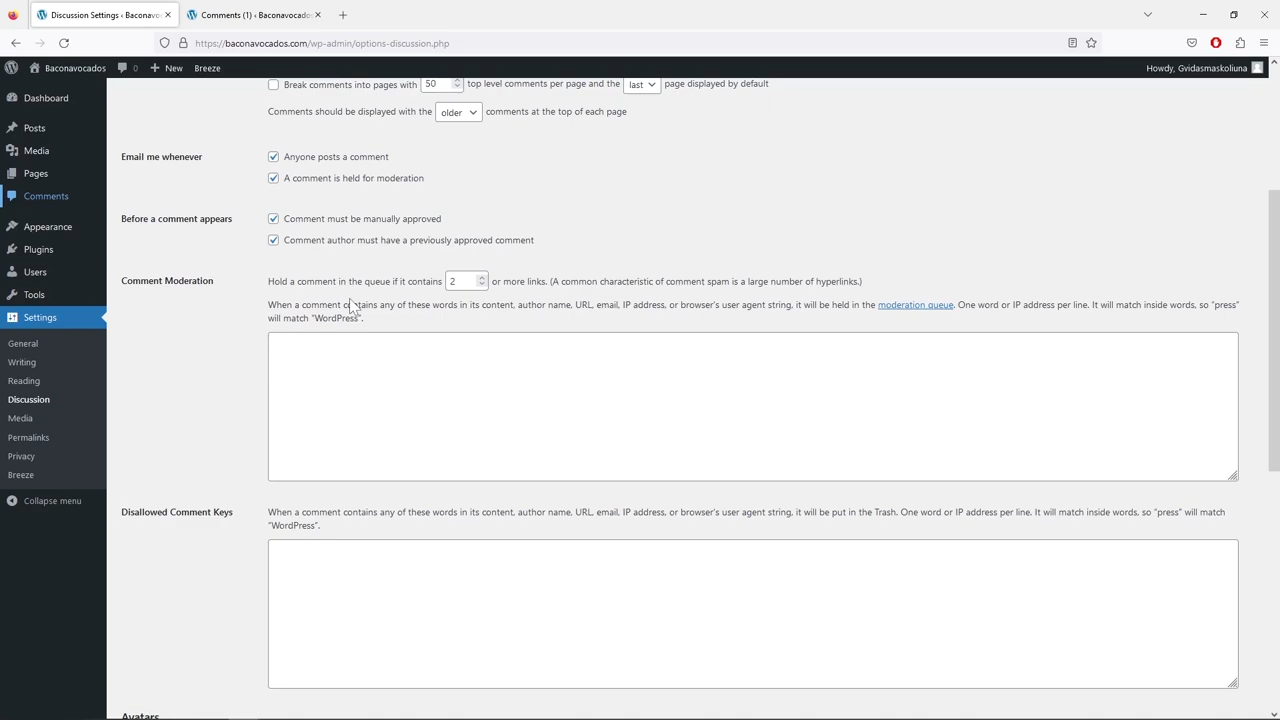 Discussion Settings ‹ Baconavo
Comments (1) ‹ Baconavocados
https://baconavocados.com/wp-admin/options-discussion.php
Baconavocados 0 New Breeze Howdy, Gvidasmaskoliuna
Dashboard
Posts
Media
Pages
Comments
Appearance
Plugins
Users
Tools
Settings
General
Writing
Reading
Discussion
Media
Permalinks
Privacy
Breeze
Collapse menu
Break comments into pages with 50 top level comments per page and the last page displayed by default
Comments should be displayed with the older comments at the top of each page
Email me whenever
Anyone posts a comment
A comment is held for moderation
Before a comment appears
Comment must be manually approved
Comment author must have a previously approved comment
Comment Moderation
Hold a comment in the queue if it contains 2 or more links. (A common characteristic of comment spam is a large number of hyperlinks.)
When a comment contains any of these words in its content, author name, URL, email, IP address, or browser's user agent string, it will be held in the moderation queue. One word or IP address per line. It will match inside words, so "press"
will match "WordPress".
Disallowed Comment Keys
When a comment contains any of these words in its content, author name, URL, email, IP address, or browser's user agent string, it will be put in the Trash. One word or IP address per line. It will match inside words, so "press" will match
"WordPress".
Avatars